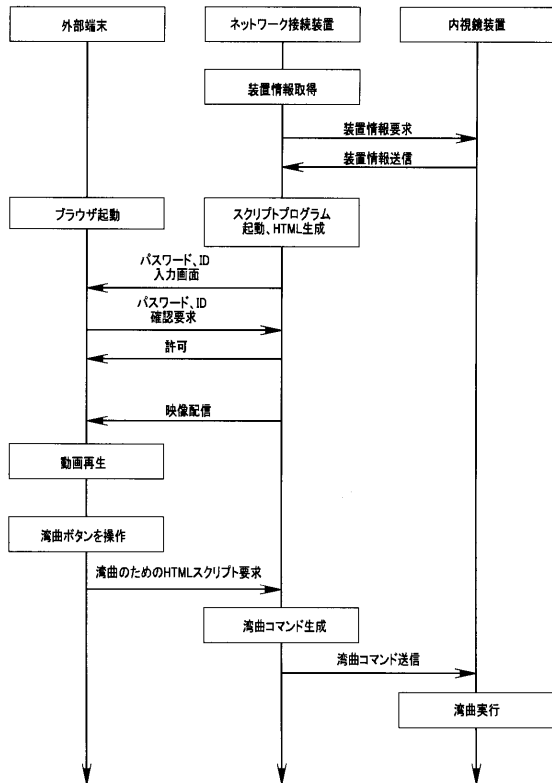 外部端末
ネットワーク接続装置
内視鏡装置
装置情報取得
装置情報要求
装置情報送信
ブラウザ起動
スクリプトプログラム
起動、HTML生成
パスワード、ID
入力画面
パスワード、ID
確認要求
許可
映像配信
動画再生
湾曲ボタンを操作
湾曲のためのHTMLスクリプト要求
湾曲コマンド生成
湾曲コマンド送信
湾曲実行